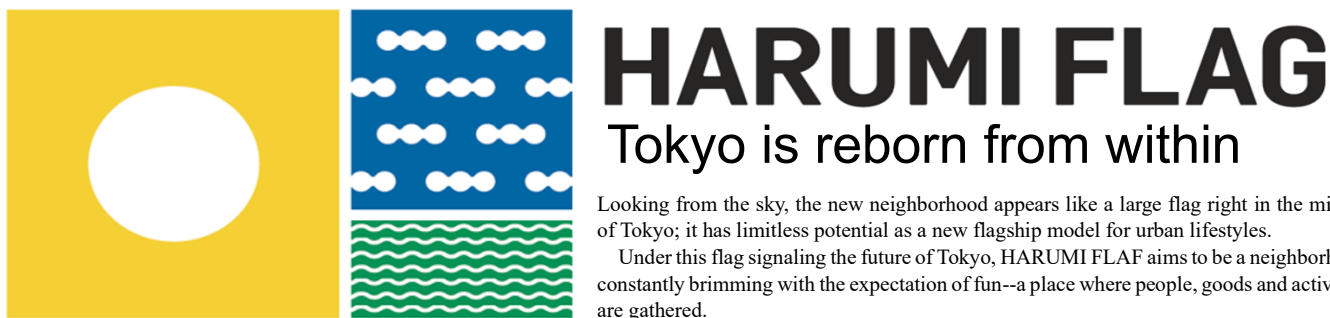 HARUMI FLAG
Tokyo is reborn from within
Looking from the sky, the new neighborhood appears like a large flag right in the
of Tokyo; it has limitless potential as a new flagship model for urban lifestyles.
Under this flag signaling the future of Tokyo, HARUMI FLAF aims to be a
constantly brimming with the expectation of fun--a place where people, goods and
are gathered.